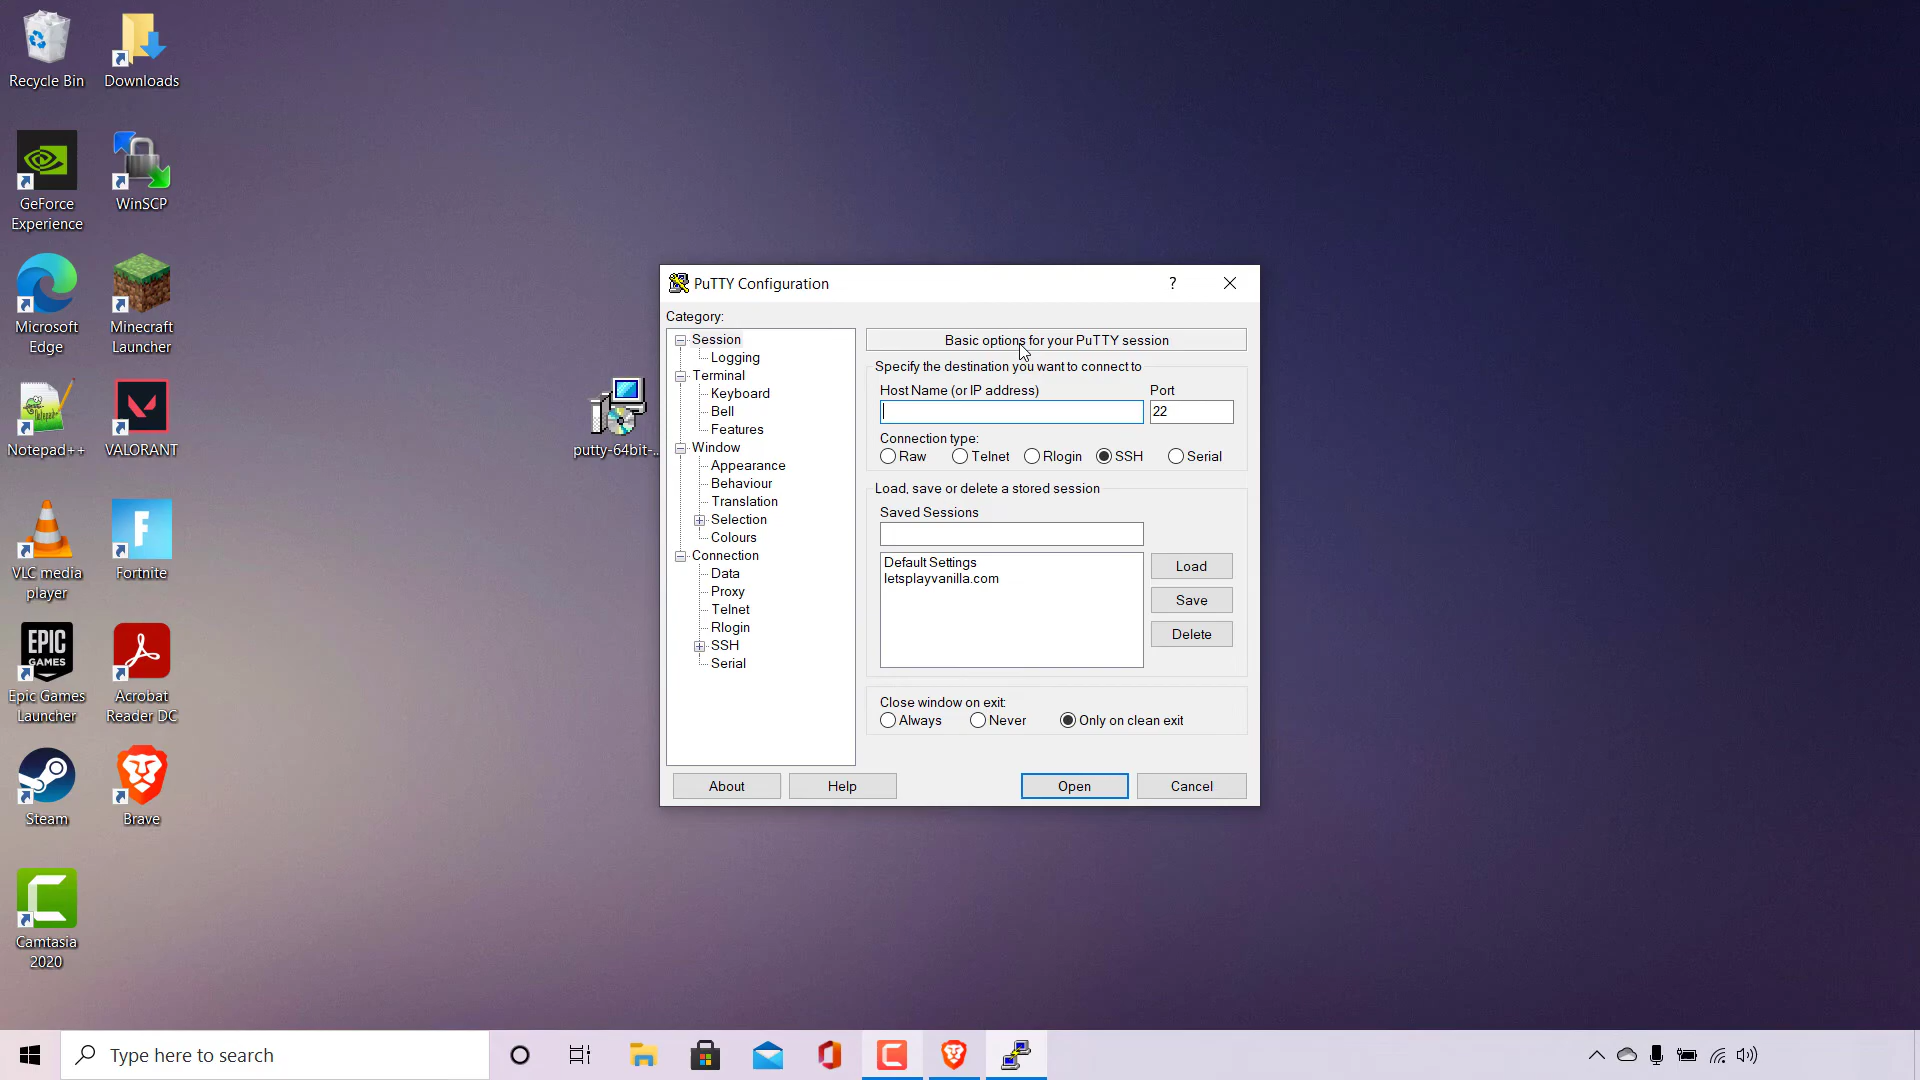 Recycle Bin
Downloads
GeForce
Experience
WinSCP
Microsoft
Edge
Minecraft
Launcher
Notepad++
VALORANT
VLC media
player
Fortnite
EPIC
GAMES
Epic Games
Launcher
Acrobat
Reader DC
Steam
Brave
Camtasia
2020
putty-64bit-...
PuTTY Configuration
?
Category:
Session
Logging
Terminal
Keyboard
Bell
Features
Window
Appearance
Behaviour
Translation
Selection
Colours
Connection
Data
Proxy
Telnet
Rlogin
SSH
Serial
Basic options for your PuTTY session
Specify the destination you want to connect to
Host Name (or IP address)
Port
22
Connection type:
Raw
Telnet
Rlogin
SSH
Serial
Load, save or delete a stored session
Saved Sessions
Default Settings
letsplayvanilla.com
Load
Save
Delete
Close window on exit:
Always
Never
Only on clean exit
About
Help
Open
Cancel
Type here to search